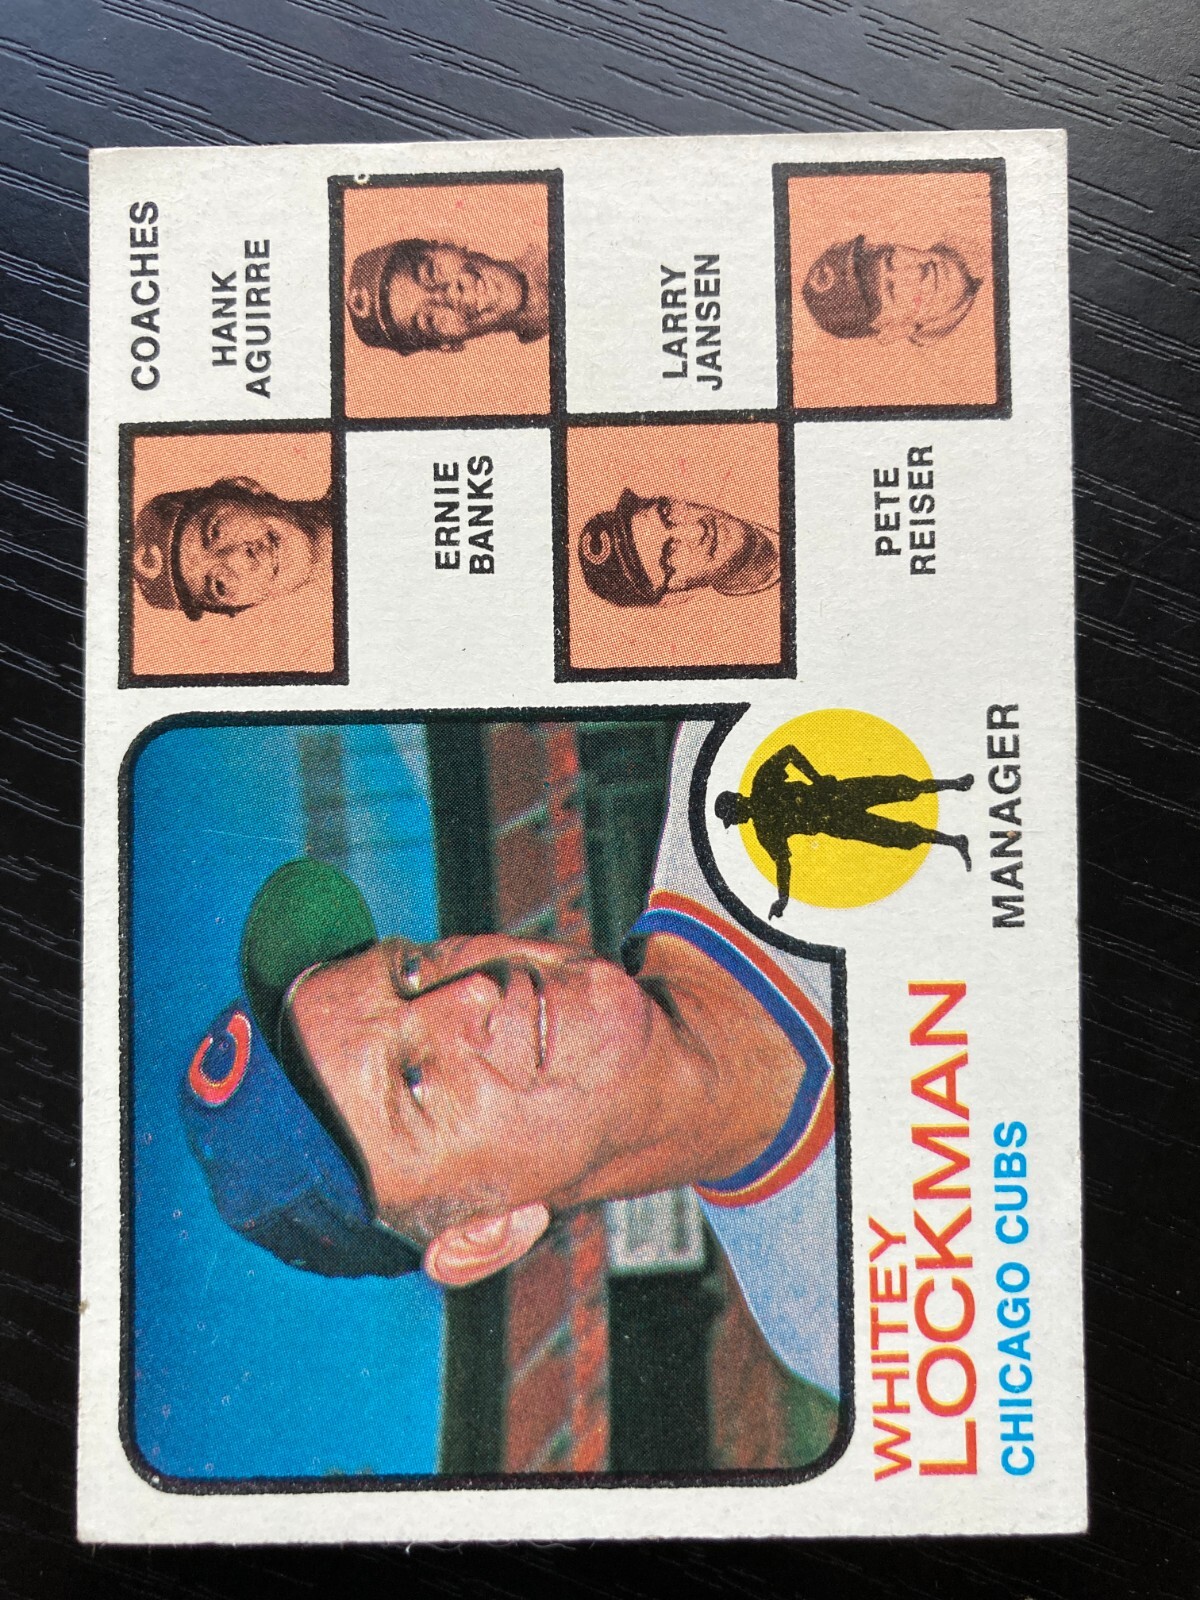 COACHES
HANK
AGUIRRE
ERNIE
BANKS
LARRY
JANSEN
PETE
REISER
MANAGER
WHITEY
LOCKMAN
CHICAGO CUBS
C
C
C
C
C